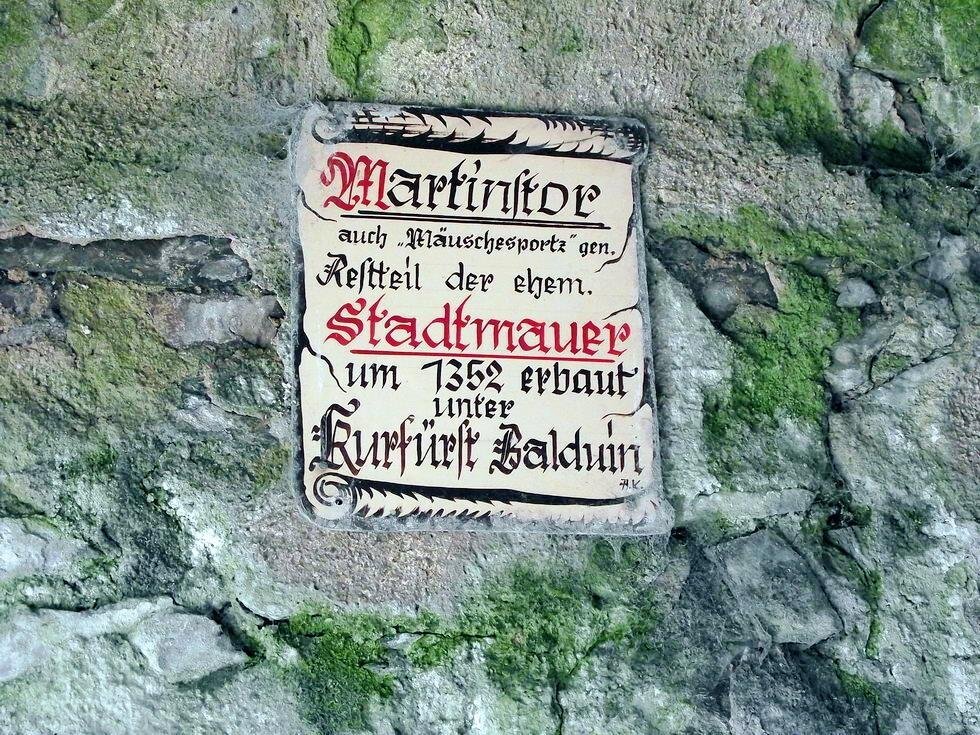 Martinstor
auch „Mäuschesportz" gen.
Restteil der ehem.
Stadtmauer
um 1352 erbaut
unter
Kurfürst Balduin
H.K.